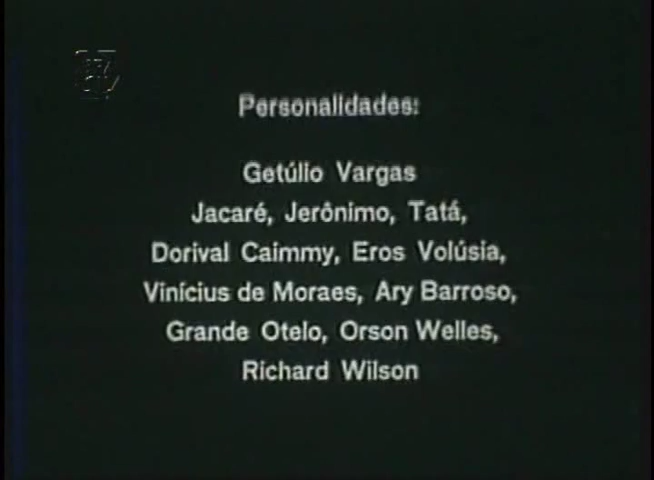 Personalidades:
Getúlio Vargas
Jacaré, Jerônimo, Tatá,
Dorival Caimmy, Eros Volúsia,
Vinícius de Moraes, Ary Barroso,
Grande Otelo, Orson Welles,
Richard Wilson